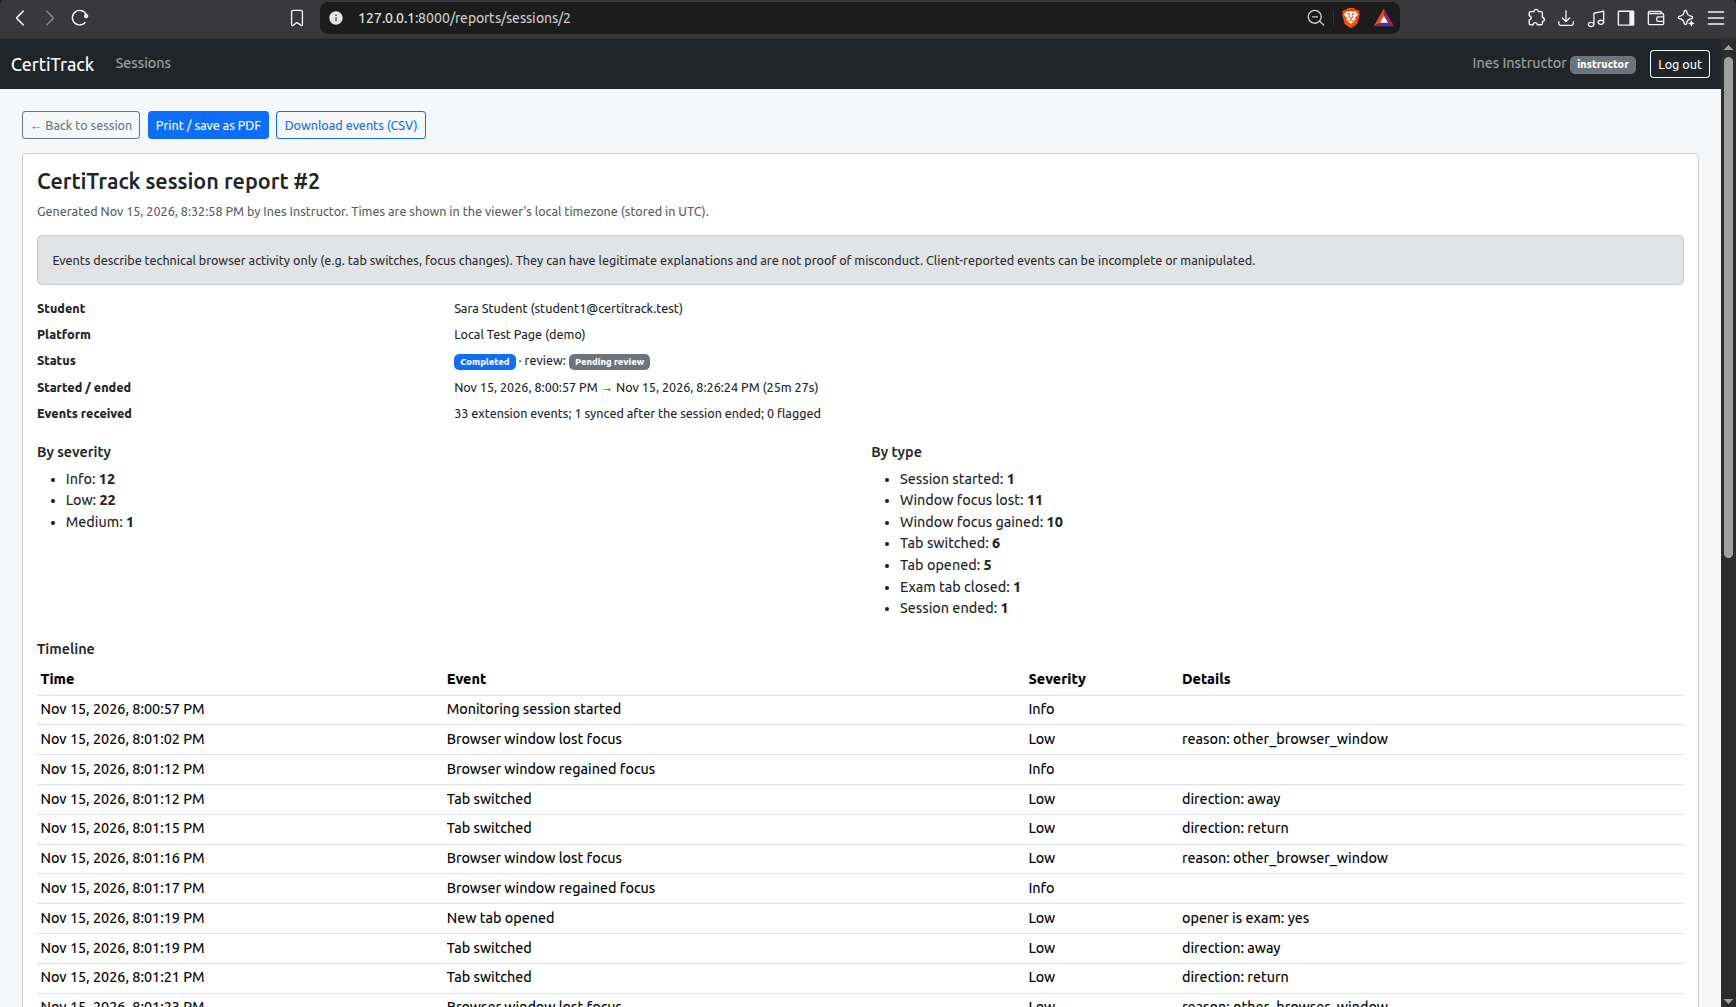 127.0.0.1:8000/reports/sessions/2
CertiTrack Sessions Ines Instructor instructor Log out
← Back to session Print / save as PDF Download events (CSV)
CertiTrack session report #2
Generated Nov 15, 2026, 8:32:58 PM by Ines Instructor. Times are shown in the viewer's local timezone (stored in UTC).
Events describe technical browser activity only (e.g. tab switches, focus changes). They can have legitimate explanations and are not proof of misconduct. Client-reported events can be incomplete or manipulated.
Student Sara Student (student1@certitrack.test)
Platform Local Test Page (demo)
Status Completed · review: Pending review
Started / ended Nov 15, 2026, 8:00:57 PM → Nov 15, 2026, 8:26:24 PM (25m 27s)
Events received 33 extension events; 1 synced after the session ended; 0 flagged
By severity
• Info: 12
• Low: 22
• Medium: 1
By type
• Session started: 1
• Window focus lost: 11
• Window focus gained: 10
• Tab switched: 6
• Tab opened: 5
• Exam tab closed: 1
• Session ended: 1
Timeline
Time Event Severity Details
Nov 15, 2026, 8:00:57 PM Monitoring session started Info
Nov 15, 2026, 8:01:02 PM Browser window lost focus Low reason: other_browser_window
Nov 15, 2026, 8:01:12 PM Browser window regained focus Info
Nov 15, 2026, 8:01:12 PM Tab switched Low direction: away
Nov 15, 2026, 8:01:15 PM Tab switched Low direction: return
Nov 15, 2026, 8:01:16 PM Browser window lost focus Low reason: other_browser_window
Nov 15, 2026, 8:01:17 PM Browser window regained focus Info
Nov 15, 2026, 8:01:19 PM New tab opened Low opener is exam: yes
Nov 15, 2026, 8:01:19 PM Tab switched Low direction: away
Nov 15, 2026, 8:01:21 PM Tab switched Low direction: return
Nov 15, 2026, 8:01:23 PM Browser window lost focus Low reason: other_browser_window